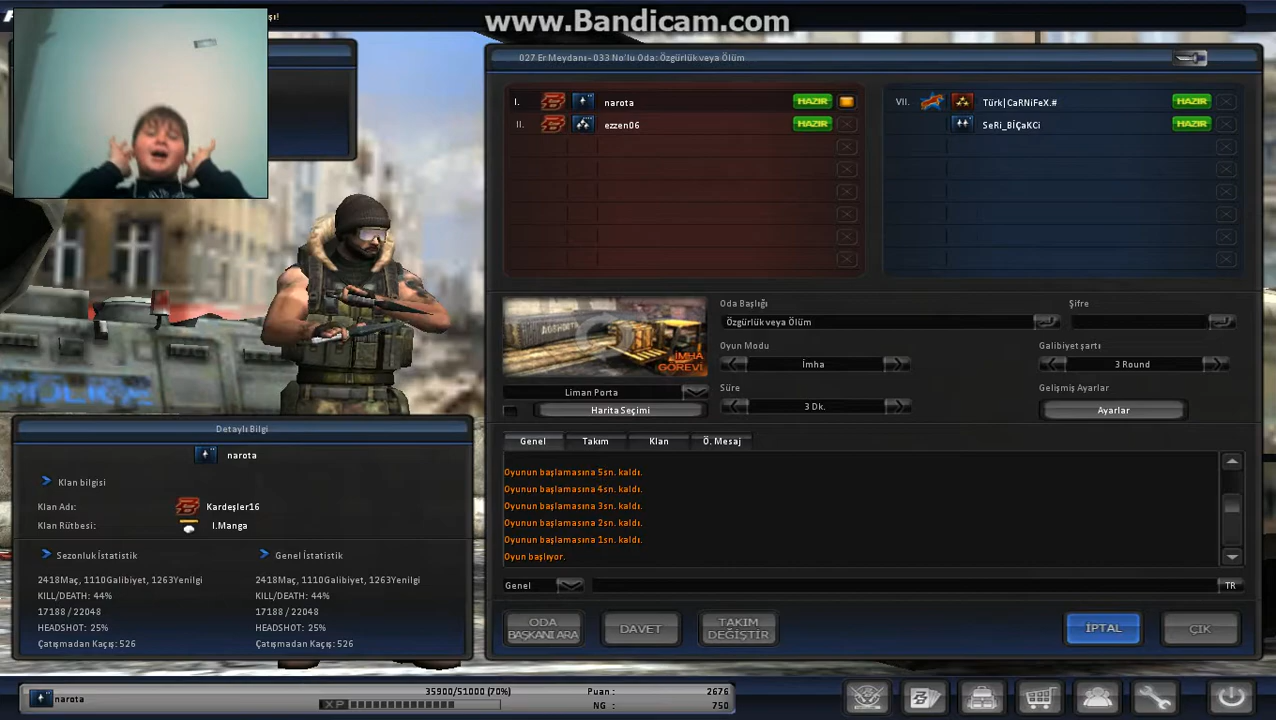 şı!
www.Bandicam.com
027 Er Meydanı - 033 No'lu Oda: Özgürlük veya Ölüm
I. narota HAZIR
II. ezzen06 HAZIR
VII. Türk|CaRNiFeX.# HAZIR
SeRi_BİÇaKCi HAZIR
İMHA GÖREVİ
Liman Porta
Harita Seçimi
Oda Başlığı
Özgürlük veya Ölüm
Şifre
Oyun Modu
İmha
Galibiyet şartı
3 Round
Süre
3 Dk.
Gelişmiş Ayarlar
Ayarlar
Genel Takım Klan Ö. Mesaj
Oyunun başlamasına 5sn. kaldı.
Oyunun başlamasına 4sn. kaldı.
Oyunun başlamasına 3sn. kaldı.
Oyunun başlamasına 2sn. kaldı.
Oyunun başlamasına 1sn. kaldı.
Oyun başlıyor.
Genel TR
ODA BAŞKANI ARA
DAVET
TAKIM DEĞİŞTİR
İPTAL
ÇIK
Detaylı Bilgi
narota
Klan bilgisi
Klan Adı: Kardeşler16
Klan Rütbesi: I.Manga
Sezonluk İstatistik
2418Maç, 1110Galibiyet, 1263Yenilgi
KILL/DEATH: 44%
17188 / 22048
HEADSHOT: 25%
Çatışmadan Kaçış: 526
Genel İstatistik
2418Maç, 1110Galibiyet, 1263Yenilgi
KILL/DEATH: 44%
17188 / 22048
HEADSHOT: 25%
Çatışmadan Kaçış: 526
narota
35900/51000 (70%)
XP
Puan : 2676
NG : 750